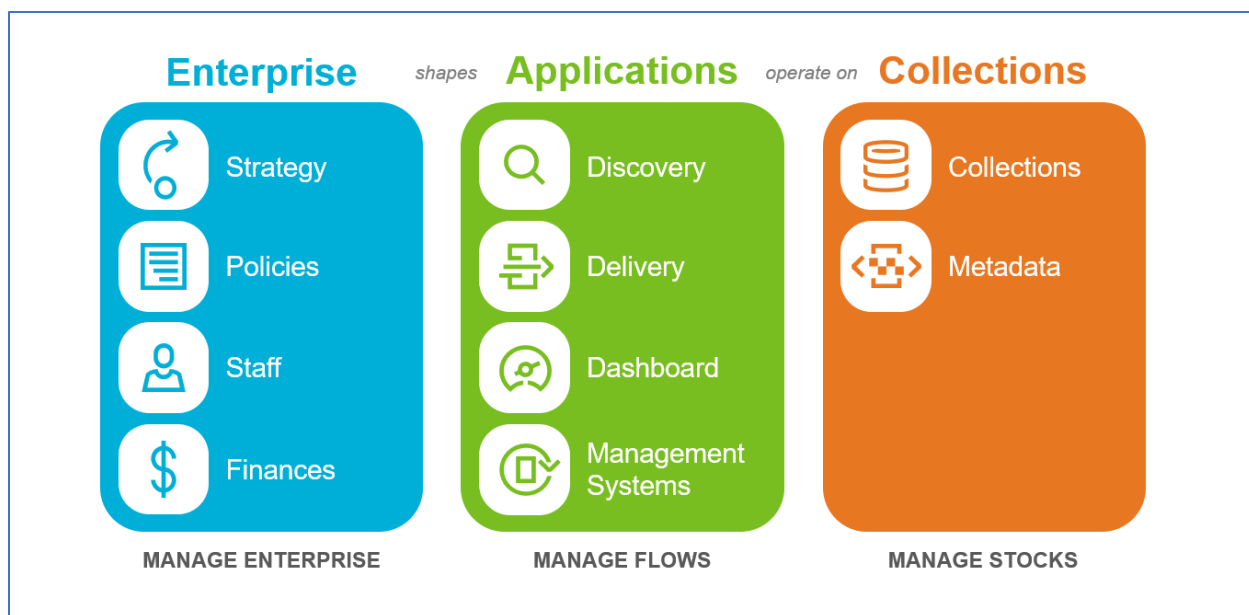 Enterprise shapes Applications operate on Collections
Strategy
Policies
Staff
Finances
Discovery
Delivery
Dashboard
Management
Systems
Collections
Metadata
MANAGE ENTERPRISE
MANAGE FLOWS
MANAGE STOCKS